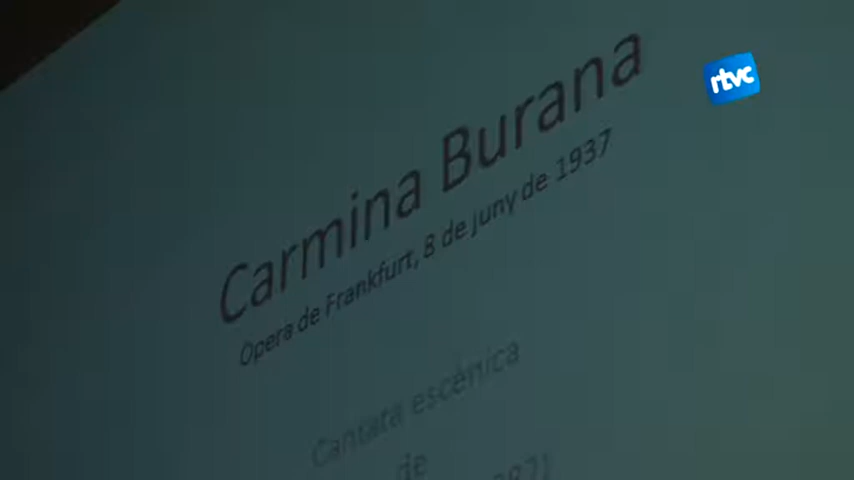 rtvc
Carmina Burana
Opera de Frankfurt, 8 de juny de 1937
Cantata escènica
de